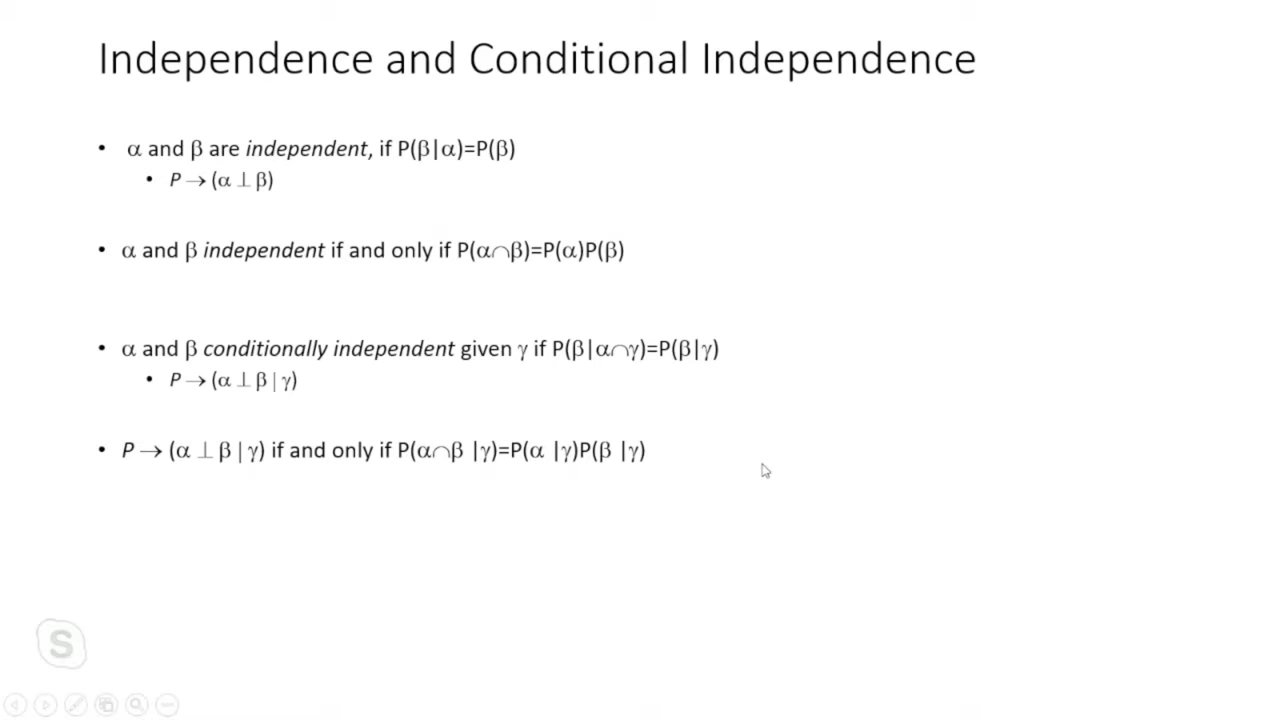 Independence and Conditional Independence
• α and β are independent, if P(β|α)=P(β)
• P → (α ⊥ β)
• α and β independent if and only if P(α∩β)=P(α)P(β)
• α and β conditionally independent given γ if P(β|α∩γ)=P(β|γ)
• P → (α ⊥ β | γ)
• P → (α ⊥ β | γ) if and only if P(α∩β |γ)=P(α |γ)P(β |γ)
S